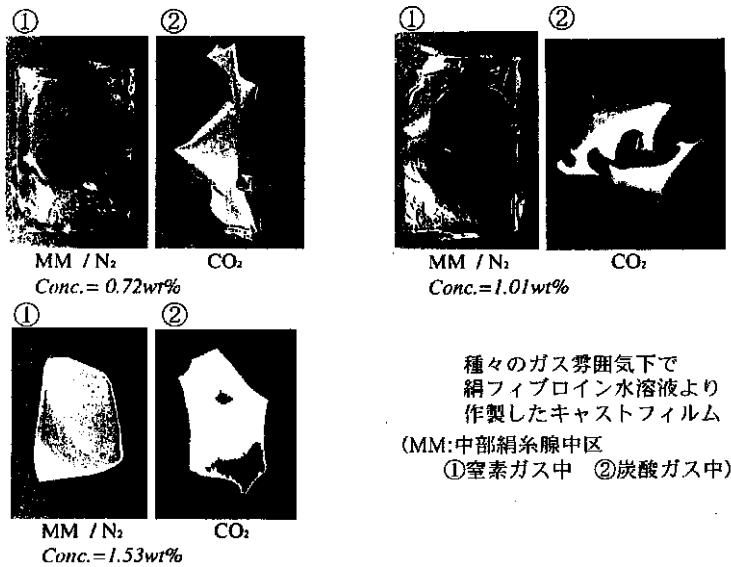 ① ②
MM / N₂ CO₂
Conc.= 0.72wt%
① ②
MM / N₂ CO₂
Conc.=1.01wt%
① ②
MM / N₂ CO₂
Conc.=1.53wt%
種々のガス雰囲気下で
絹フィブロイン水溶液より
作製したキャストフィルム
(MM:中部絹糸腺中区
①窒素ガス中 ②炭酸ガス中)